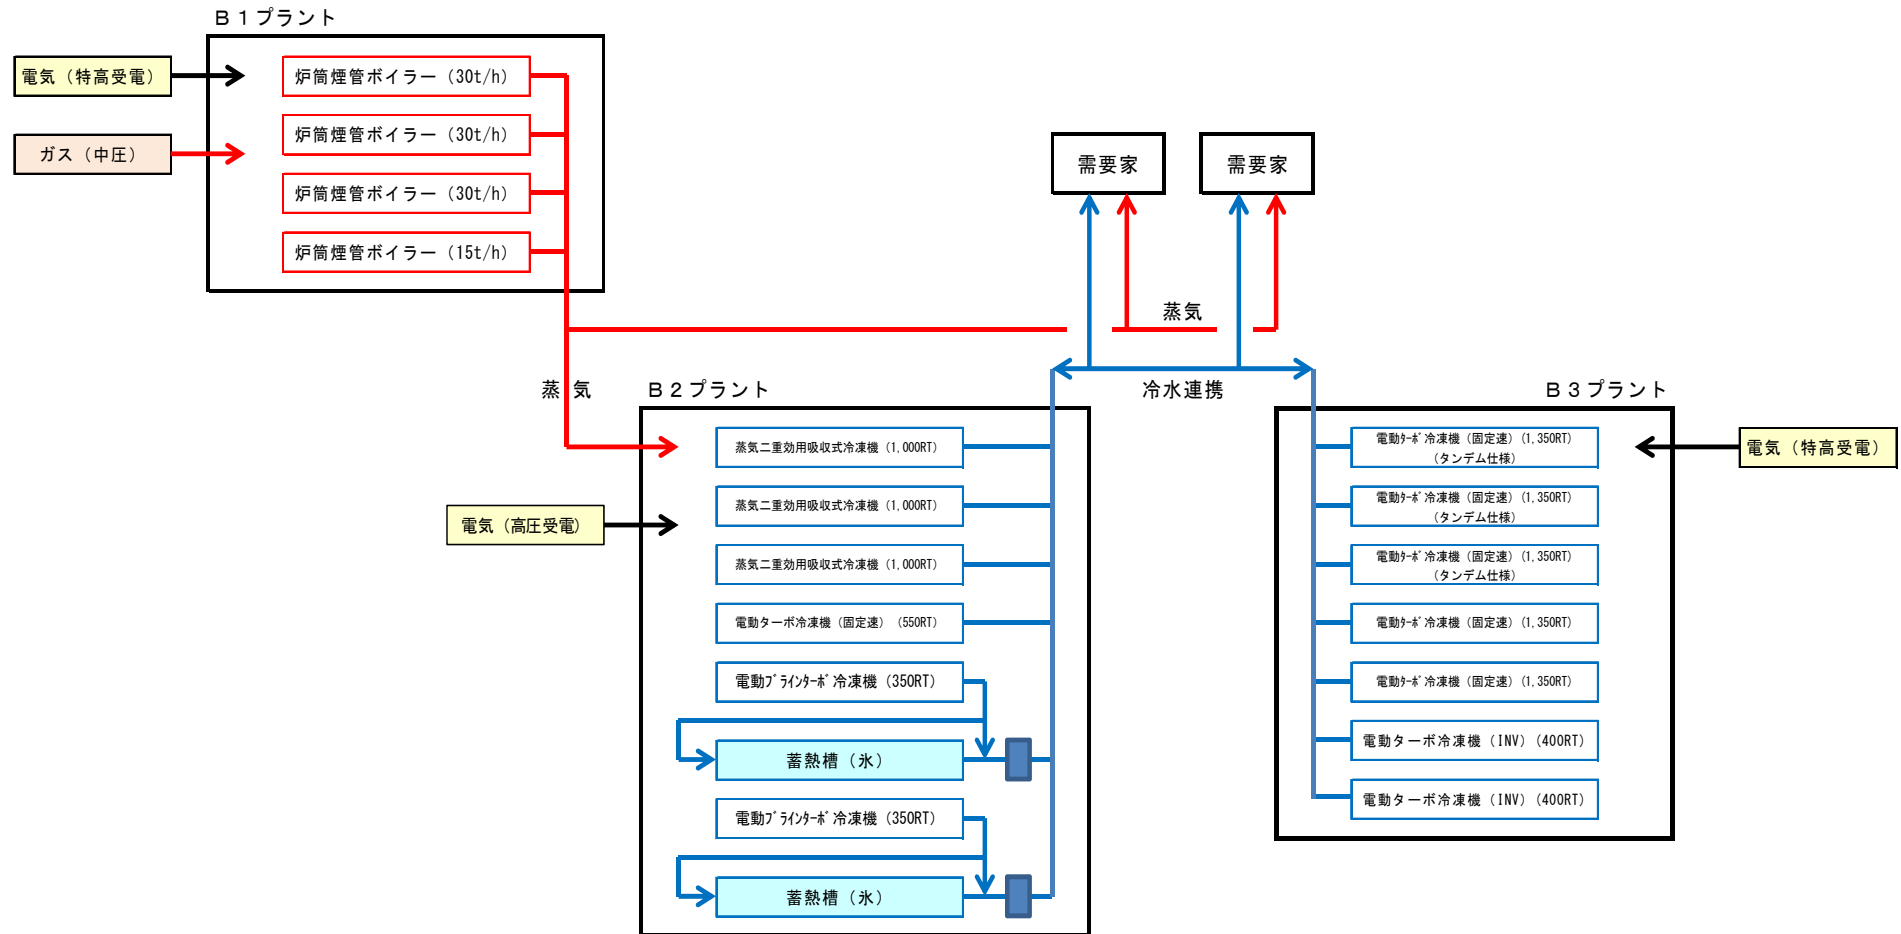 Ｂ１プラント
電気（特高受電）
ガス（中圧）
炉筒煙管ボイラー（30t/h）
炉筒煙管ボイラー（30t/h）
炉筒煙管ボイラー（30t/h）
炉筒煙管ボイラー（15t/h）
需要家
需要家
蒸気
蒸気
冷水連携
Ｂ２プラント
電気（高圧受電）
蒸気二重効用吸収式冷凍機（1,000RT）
蒸気二重効用吸収式冷凍機（1,000RT）
蒸気二重効用吸収式冷凍機（1,000RT）
電動ターボ冷凍機（固定速）（550RT）
電動ﾌﾞﾗｲﾝﾀｰﾎﾞ冷凍機（350RT）
蓄熱槽（氷）
電動ﾌﾞﾗｲﾝﾀｰﾎﾞ冷凍機（350RT）
蓄熱槽（氷）
Ｂ３プラント
電動ﾀｰﾎﾞ冷凍機（固定速）（1,350RT）
（タンデム仕様）
電動ﾀｰﾎﾞ冷凍機（固定速）（1,350RT）
（タンデム仕様）
電動ﾀｰﾎﾞ冷凍機（固定速）（1,350RT）
（タンデム仕様）
電動ﾀｰﾎﾞ冷凍機（固定速）（1,350RT）
電動ﾀｰﾎﾞ冷凍機（固定速）（1,350RT）
電動ターボ冷凍機（INV）（400RT）
電動ターボ冷凍機（INV）（400RT）
電気（特高受電）